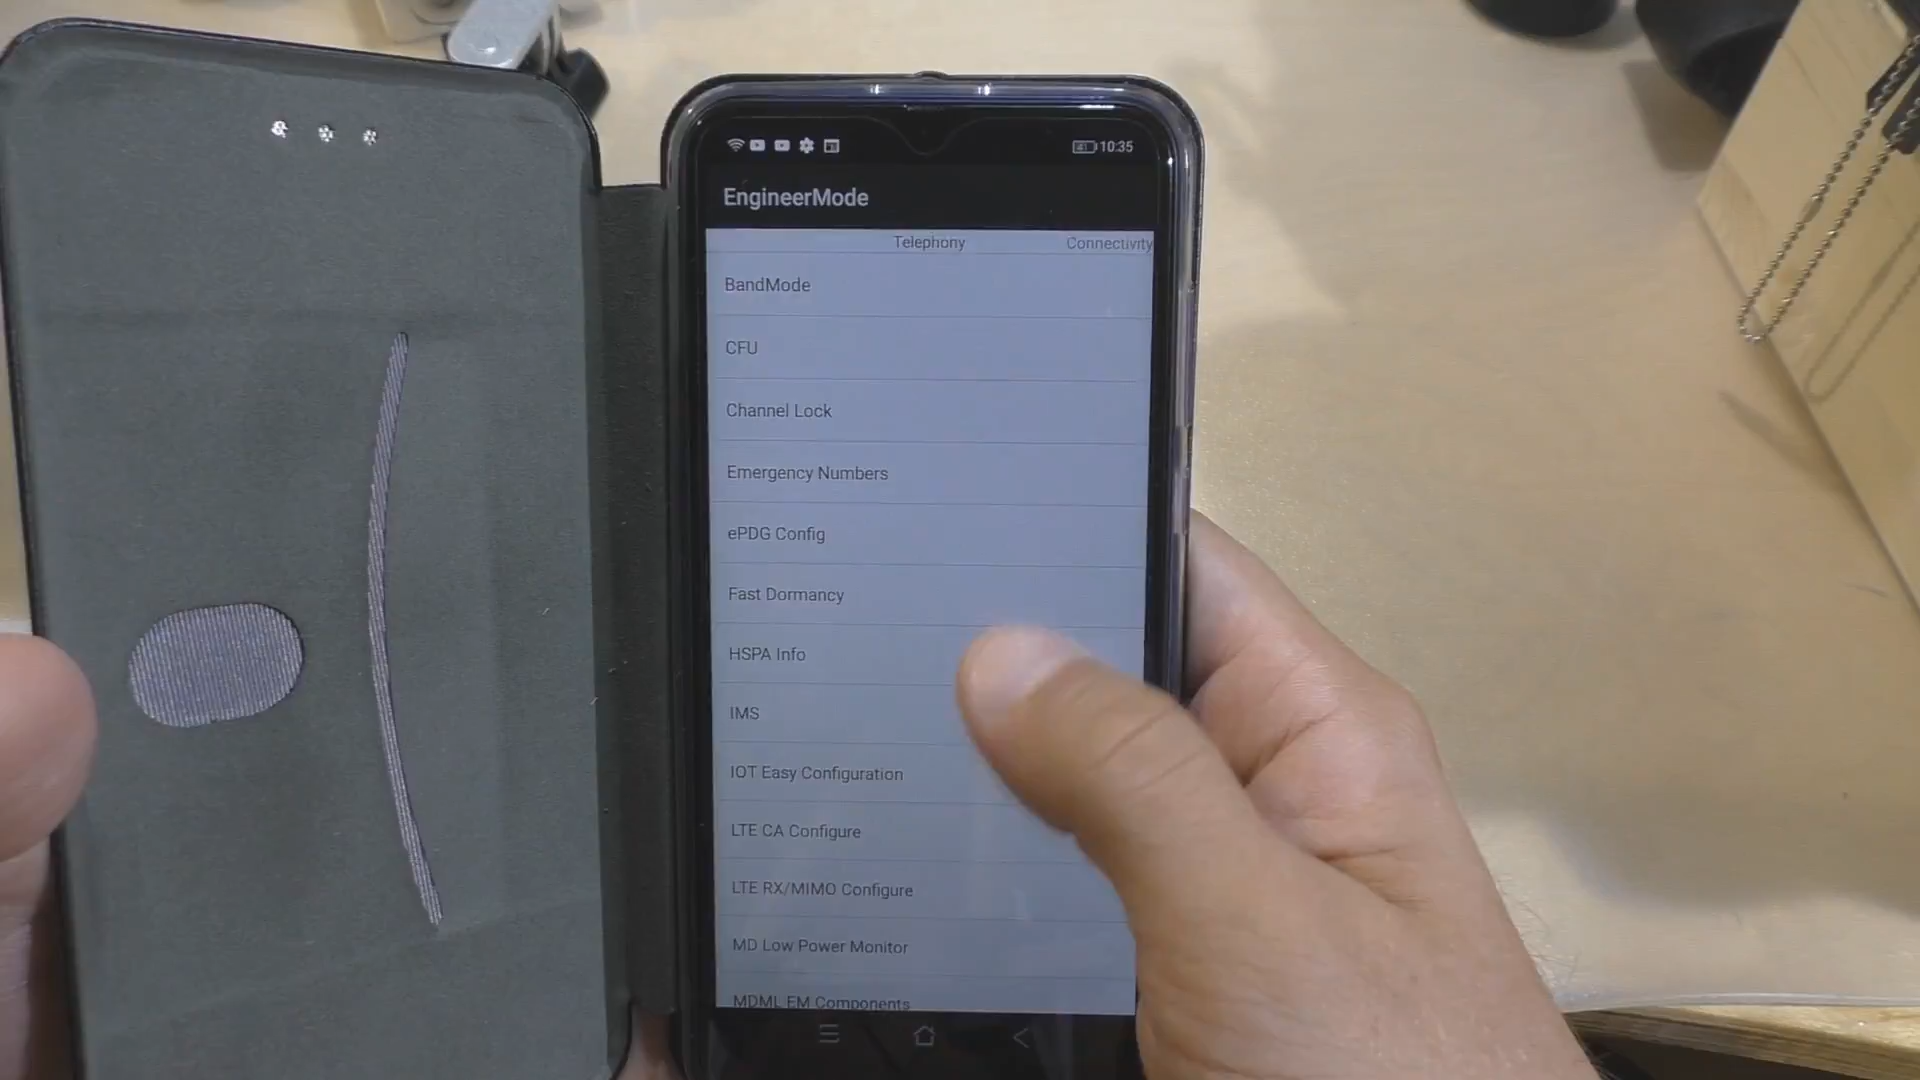 41 10:35
EngineerMode
Telephony Connectivity
BandMode
CFU
Channel Lock
Emergency Numbers
ePDG Config
Fast Dormancy
HSPA Info
IMS
IOT Easy Configuration
LTE CA Configure
LTE RX/MIMO Configure
MD Low Power Monitor
MDML EM Components